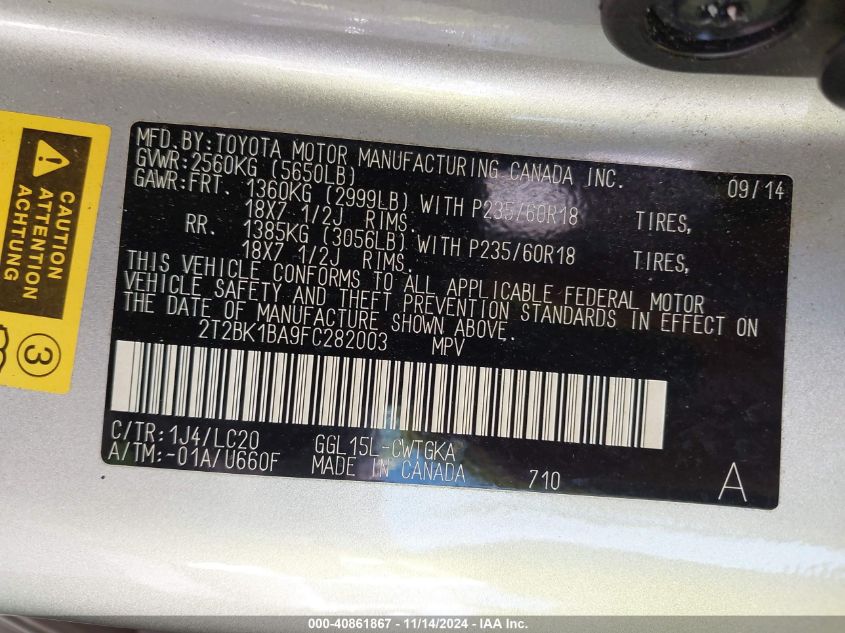 MFD.BY:TOYOTA MOTOR MANUFACTURING CANADA INC. 09/14
GVWR:2560KG (5650LB)
GAWR:FRT. 1360KG (2999LB) WITH P235/60R18 TIRES,
18X7 1/2J RIMS.
RR. 1385KG (3056LB) WITH P235/60R18 TIRES,
18X7 1/2J RIMS.
THIS VEHICLE CONFORMS TO ALL APPLICABLE FEDERAL MOTOR
VEHICLE SAFETY AND THEFT PREVENTION STANDARDS IN EFFECT ON
THE DATE OF MANUFACTURE SHOWN ABOVE.
2T2BK1BA9FC282003 MPV
C/TR:1J4/LC20 GGL15L-CWTGKA
A/TM:-01A/U660F MADE IN CANADA 710 A
CAUTION
ATTENTION
3
000-40861867 - 11/14/2024 - COPYRIGHT IAA, LLC.